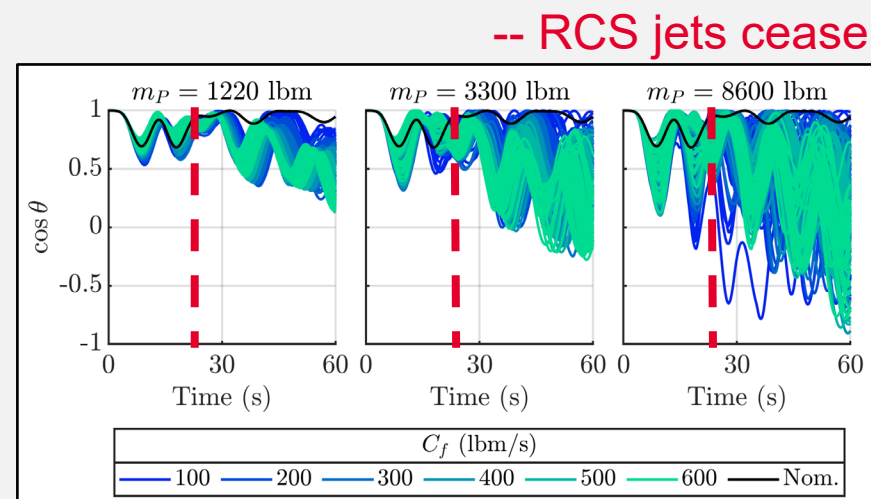 -- RCS jets cease
m_P = 1220 lbm
m_P = 3300 lbm
m_P = 8600 lbm
cos θ
1
0.5
0
-0.5
-1
0 30 60
0 30 60
0 30 60
Time (s)
Time (s)
Time (s)
C_f (lbm/s)
100 200 300 400 500 600 Nom.